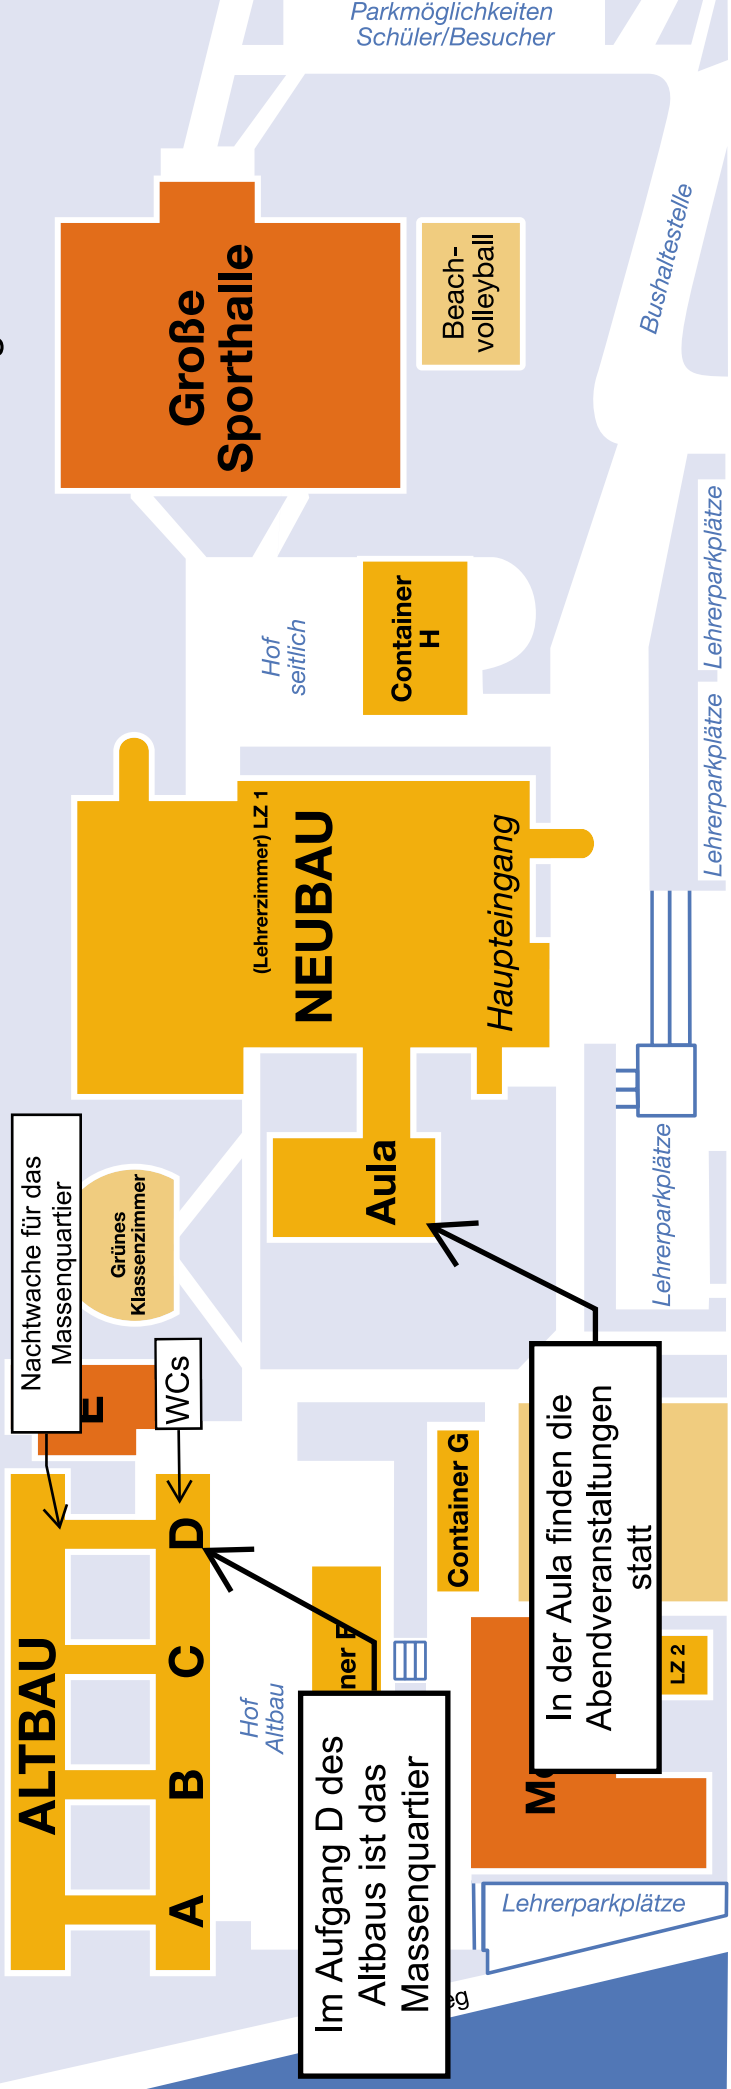 Parkmöglichkeiten
Schüler/Besucher
Bushaltestelle
Große
Sporthalle
Beach-
volleyball
Lehrerparkplätze
Lehrerparkplätze
Hof
seitlich
Container
H
(Lehrerzimmer) LZ 1
NEUBAU
Haupteingang
Aula
Lehrerparkplätze
Nachtwache für das
Massenquartier
Grünes
Klassenzimmer
E
WCs
ALTBAU
A
B
C
D
Hof
Altbau
Container G
In der Aula finden die
Abendveranstaltungen
statt
LZ 2
Im Aufgang D des
Altbaus ist das
Massenquartier
Lehrerparkplätze